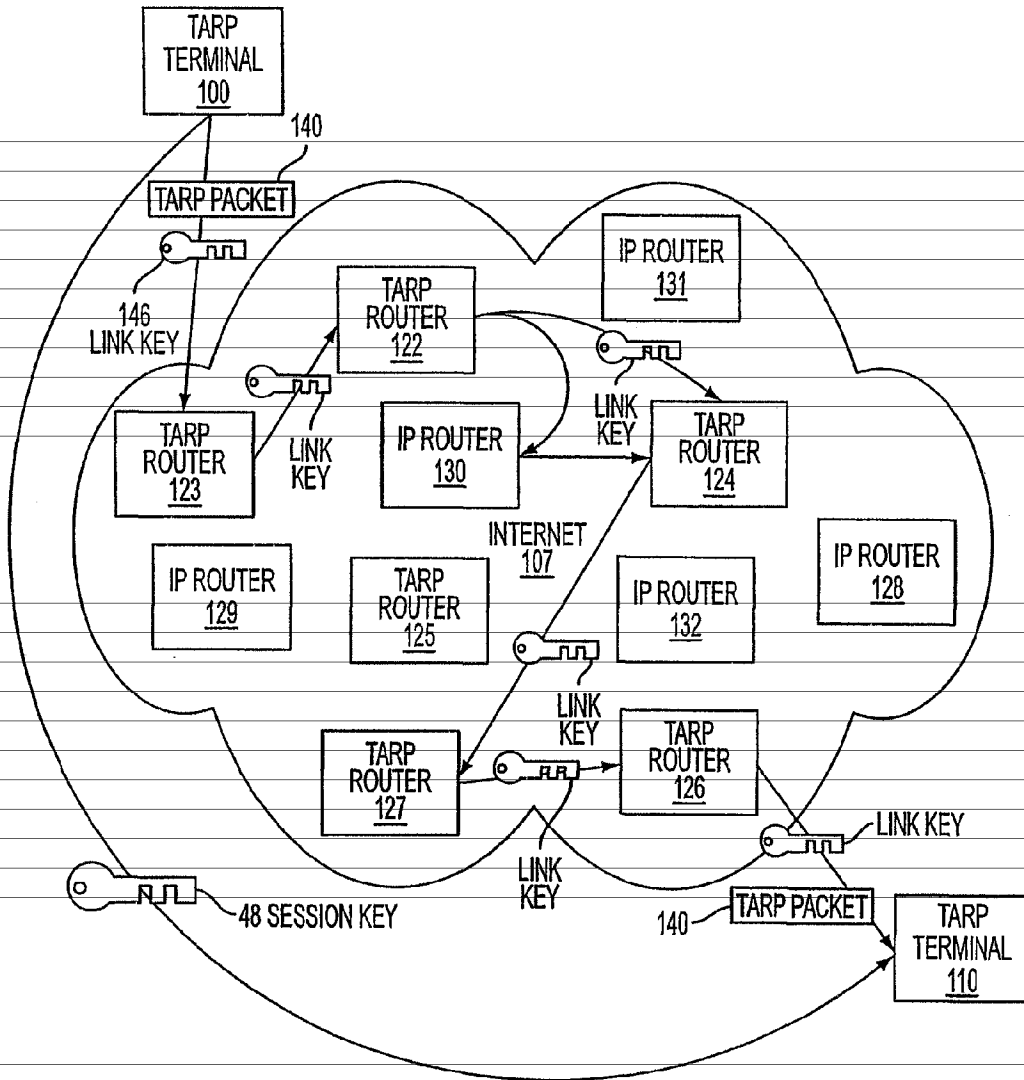 TARP
TERMINAL
100
140
TARP PACKET
146
LINK KEY
IP ROUTER
131
TARP
ROUTER
122
LINK
KEY
LINK
KEY
TARP
ROUTER
123
IP ROUTER
130
TARP
ROUTER
124
INTERNET
107
IP ROUTER
129
TARP
ROUTER
125
IP ROUTER
132
IP ROUTER
128
LINK
KEY
TARP
ROUTER
127
TARP
ROUTER
126
LINK
KEY
LINK KEY
48 SESSION KEY
140
TARP PACKET
TARP
TERMINAL
110